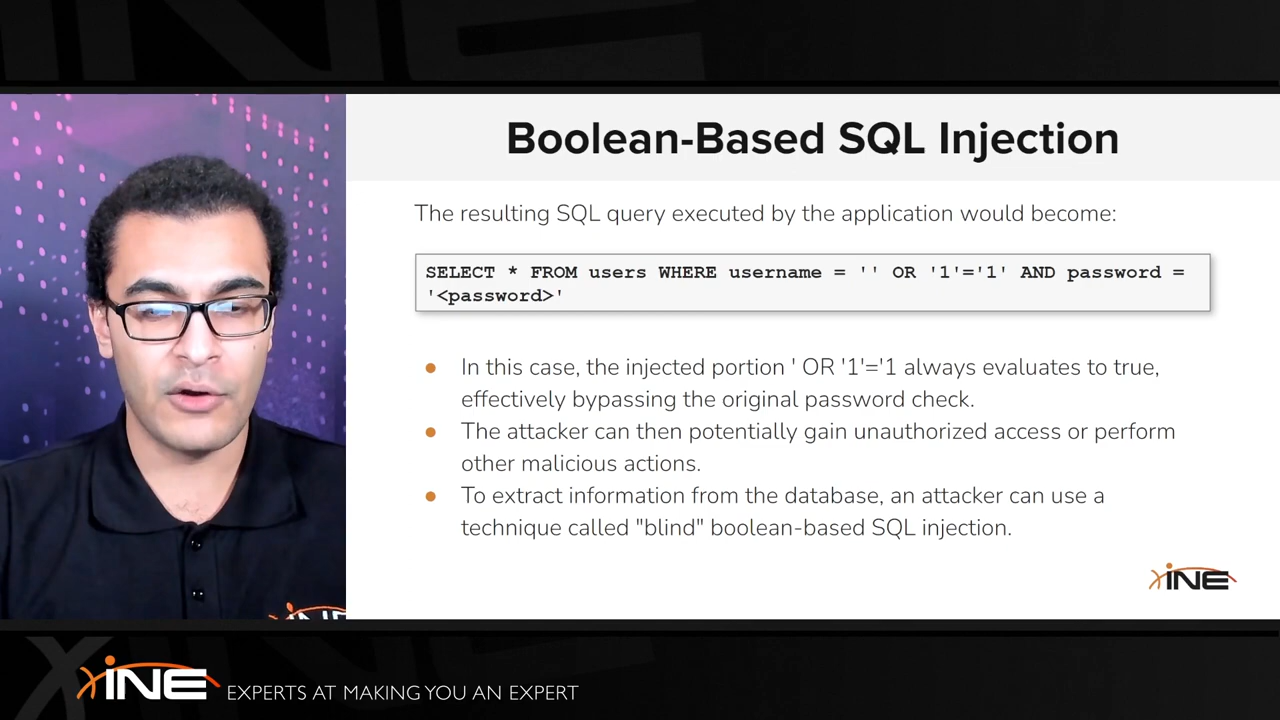 Boolean-Based SQL Injection
The resulting SQL query executed by the application would become:
SELECT * FROM users WHERE username = '' OR '1'='1' AND password =
'<password>'
● In this case, the injected portion ' OR '1'='1 always evaluates to true,
effectively bypassing the original password check.
● The attacker can then potentially gain unauthorized access or perform
other malicious actions.
● To extract information from the database, an attacker can use a
technique called "blind" boolean-based SQL injection.
INE
INE
INE EXPERTS AT MAKING YOU AN EXPERT